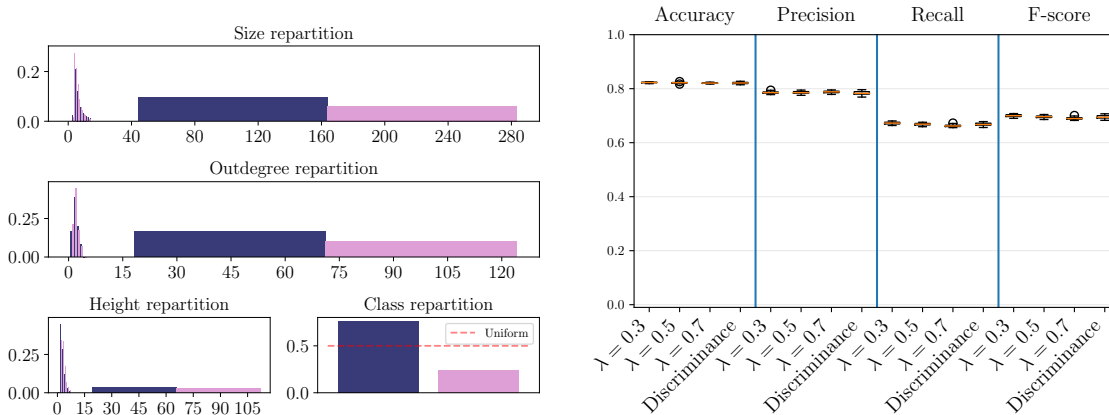 Size repartition
0.2
0.0
0 40 80 120 160 200 240 280
Outdegree repartition
0.25
0.00
0 15 30 45 60 75 90 105 120
Height repartition
0.25
0.00
0 15 30 45 60 75 90 105
Class repartition
Uniform
0.5
0.0
Accuracy Precision Recall F-score
1.0
0.8
0.6
0.4
0.2
0.0
λ = 0.3 λ = 0.5 λ = 0.7 Discriminance λ = 0.3 λ = 0.5 λ = 0.7 Discriminance λ = 0.3 λ = 0.5 λ = 0.7 Discriminance λ = 0.3 λ = 0.5 λ = 0.7 Discriminance